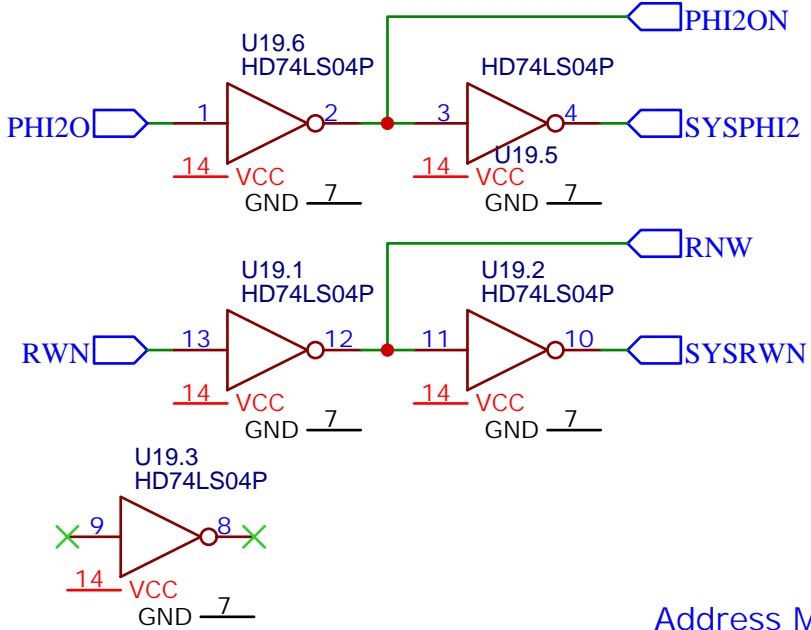 PHI2ON
U19.6
HD74LS04P
HD74LS04P
PHI2O
1
2
3
4
SYSPHI2
U19.5
14
VCC
GND
7
14
VCC
GND
7
RNW
U19.1
HD74LS04P
U19.2
HD74LS04P
RWN
13
12
11
10
SYSRWN
14
VCC
GND
7
14
VCC
GND
7
U19.3
HD74LS04P
9
8
14
VCC
GND
7
Address M